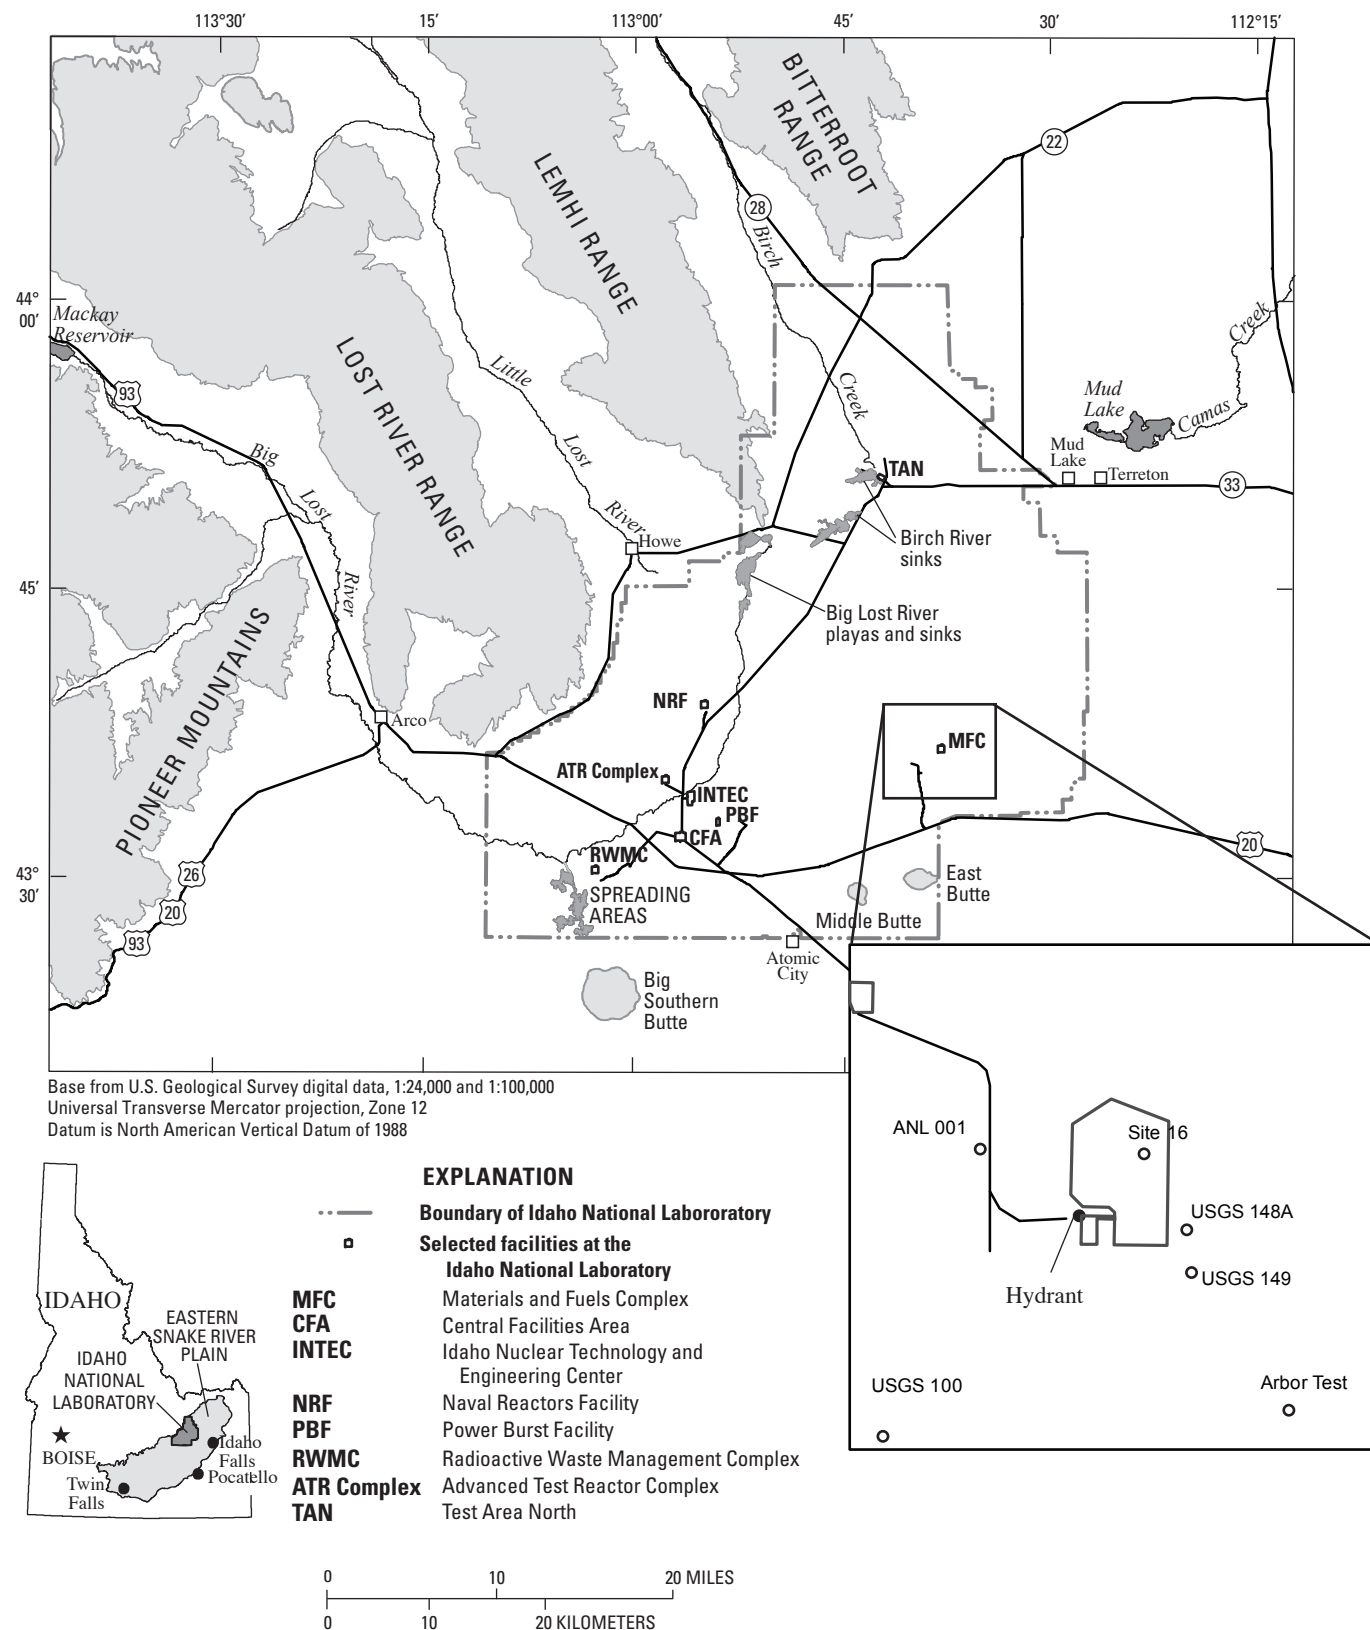 113°30′
15′
113°00′
45′
30′
112°15′
BITTERROOT
RANGE
22
LEMHI RANGE
28
Birch
44°
00′
Mackay
Reservoir
Creek
LOST RIVER RANGE
Little
93
Creek
Mud
Lake
Camas
Big
Lost
Mud
Lake
TAN
Terreton
33
Lost
River
Howe
Birch River
sinks
River
45′
Big Lost River
playas and sinks
PIONEER MOUNTAINS
NRF
Arco
MFC
ATR Complex
INTEC
PBF
CFA
20
RWMC
43°
30′
26
East
Butte
SPREADING
AREAS
20
Middle Butte
93
Atomic
City
Big
Southern
Butte
Base from U.S. Geological Survey digital data, 1:24,000 and 1:100,000
Universal Transverse Mercator projection, Zone 12
Datum is North American Vertical Datum of 1988
ANL 001
Site 16
USGS 148A
USGS 149
Hydrant
USGS 100
Arbor Test
EXPLANATION
Boundary of Idaho National Labororatory
Selected facilities at the
Idaho National Laboratory
MFC Materials and Fuels Complex
CFA Central Facilities Area
INTEC Idaho Nuclear Technology and
Engineering Center
NRF Naval Reactors Facility
PBF Power Burst Facility
RWMC Radioactive Waste Management Complex
ATR Complex Advanced Test Reactor Complex
TAN Test Area North
IDAHO
EASTERN
SNAKE RIVER
PLAIN
IDAHO
NATIONAL
LABORATORY
BOISE
Idaho
Falls
Pocatello
Twin
Falls
0 10 20 MILES
0 10 20 KILOMETERS